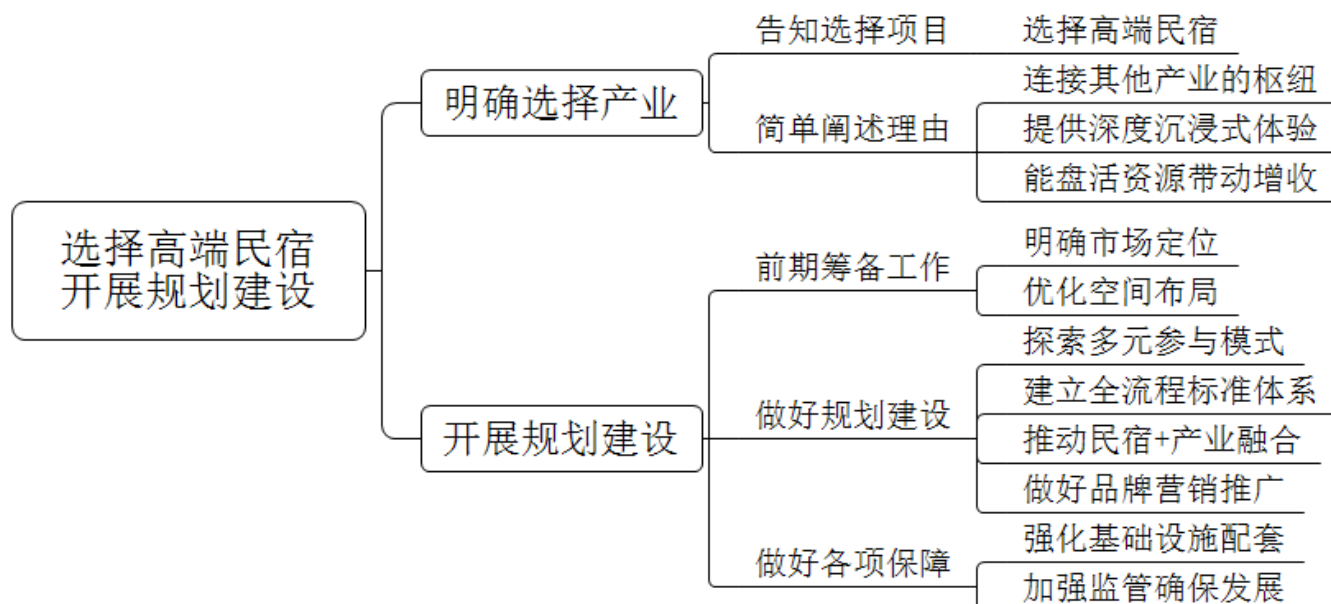 选择高端民宿
开展规划建设
明确选择产业
告知选择项目
选择高端民宿
简单阐述理由
连接其他产业的枢纽
提供深度沉浸式体验
能盘活资源带动增收
开展规划建设
前期筹备工作
明确市场定位
优化空间布局
做好规划建设
探索多元参与模式
建立全流程标准体系
推动民宿+产业融合
做好品牌营销推广
做好各项保障
强化基础设施配套
加强监管确保发展